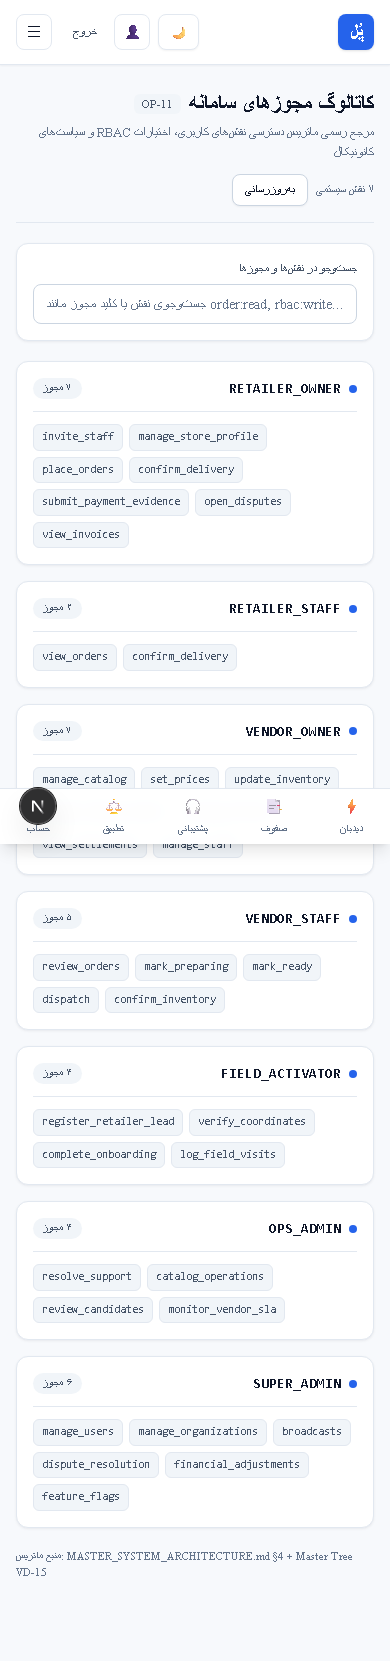 پُل
خروج
کاتالوگ مجوزهای سامانه OP-11
مرجع رسمی ماتریس دسترسی نقش‌های کاربری، اختیارات RBAC و سیاست‌های
کانونیکال
۷ نقش سیستمی
به‌روزرسانی
جست‌وجو در نقش‌ها و مجوزها
جست‌وجوی نقش یا کلید مجوز مانند order:read, rbac:write...
RETAILER_OWNER
۷ مجوز
invite_staff manage_store_profile
place_orders confirm_delivery
submit_payment_evidence open_disputes
view_invoices
RETAILER_STAFF
۲ مجوز
view_orders confirm_delivery
VENDOR_OWNER
۷ مجوز
manage_catalog set_prices update_inventory
view_settlements manage_staff
دیدبان
صفوف
پشتیبانی
تطبیق
حساب
N
VENDOR_STAFF
۵ مجوز
review_orders mark_preparing mark_ready
dispatch confirm_inventory
FIELD_ACTIVATOR
۴ مجوز
register_retailer_lead verify_coordinates
complete_onboarding log_field_visits
OPS_ADMIN
۴ مجوز
resolve_support catalog_operations
review_candidates monitor_vendor_sla
SUPER_ADMIN
۶ مجوز
manage_users manage_organizations broadcasts
dispute_resolution financial_adjustments
feature_flags
منبع ماتریس: MASTER_SYSTEM_ARCHITECTURE.md §4 + Master Tree
VD-15